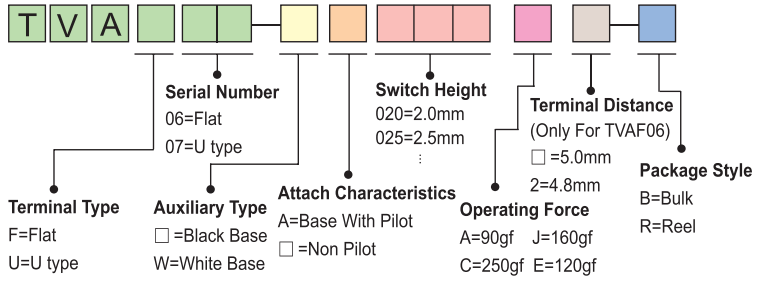 TVA
Serial Number
06=Flat
07=U type
Switch Height
020=2.0mm
025=2.5mm
⋮
Terminal Distance
(Only For TVAF06)
□=5.0mm
2=4.8mm
Package Style
B=Bulk
R=Reel
Terminal Type
F=Flat
U=U type
Auxiliary Type
□=Black Base
W=White Base
Attach Characteristics
A=Base With Pilot
□=Non Pilot
Operating Force
A=90gf J=160gf
C=250gf E=120gf